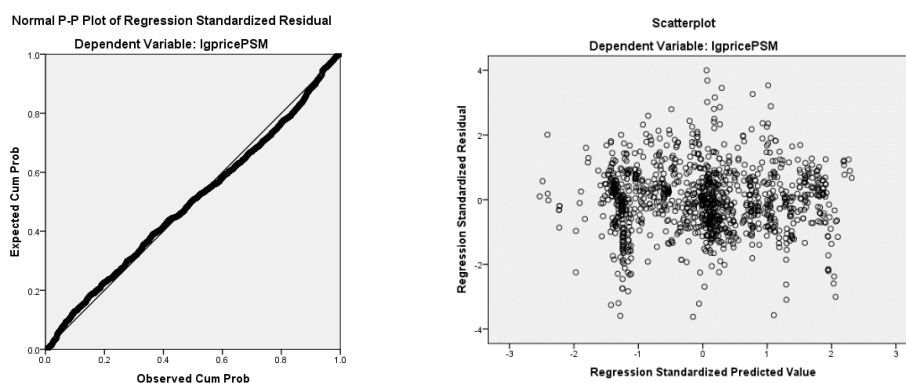 Normal P-P Plot of Regression Standardized Residual
Dependent Variable: lgpricePSM
Expected Cum Prob
1.0
0.8
0.6
0.4
0.2
0.0
0.0 0.2 0.4 0.6 0.8 1.0
Observed Cum Prob
Scatterplot
Dependent Variable: lgpricePSM
Regression Standardized Residual
4
2
0
-2
-4
-3 -2 -1 0 1 2 3
Regression Standardized Predicted Value